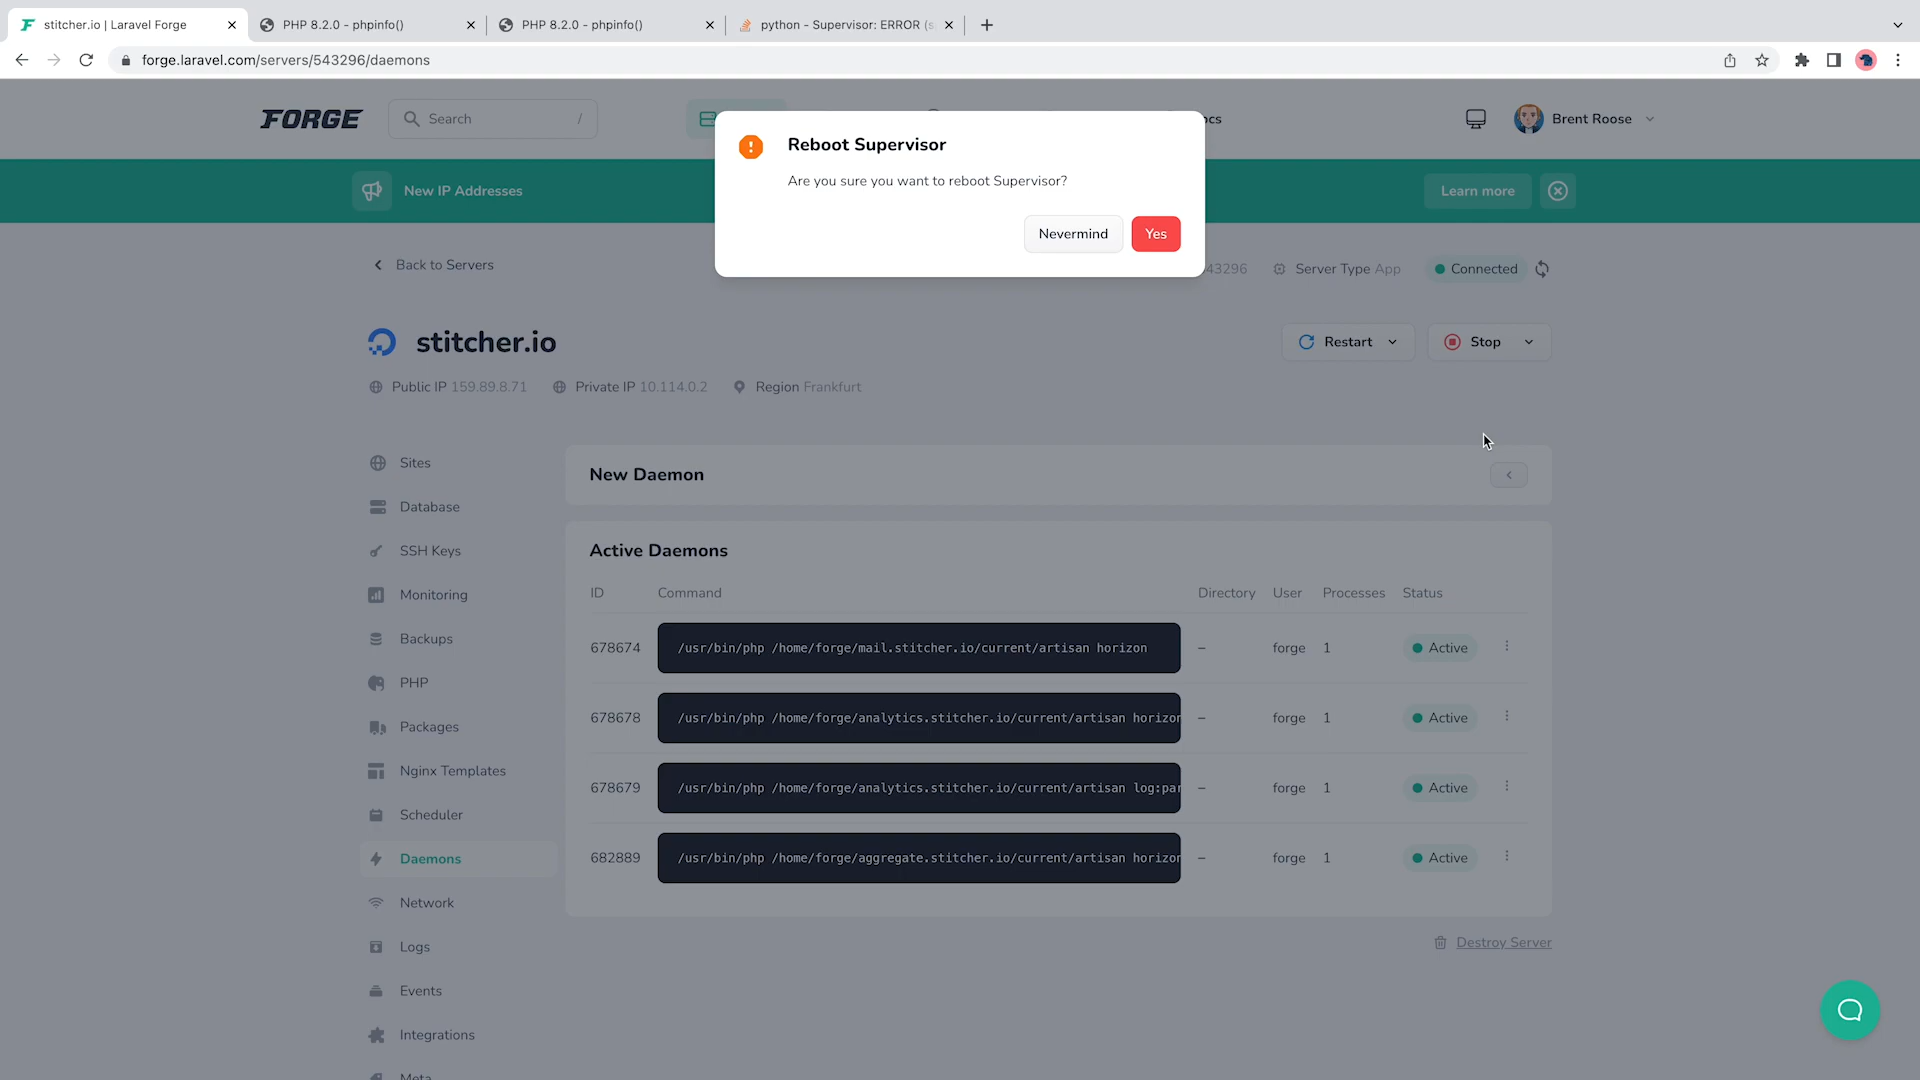 stitcher.io | Laravel Forge
PHP 8.2.0 - phpinfo()
PHP 8.2.0 - phpinfo()
python - Supervisor: ERROR (s
forge.laravel.com/servers/543296/daemons
FORGE
Search
/
ocs
Brent Roose
Reboot Supervisor
Are you sure you want to reboot Supervisor?
Nevermind
Yes
New IP Addresses
Learn more
Back to Servers
43296
Server Type App
Connected
stitcher.io
Restart
Stop
Public IP 159.89.8.71
Private IP 10.114.0.2
Region Frankfurt
Sites
Database
SSH Keys
Monitoring
Backups
PHP
Packages
Nginx Templates
Scheduler
Daemons
Network
Logs
Events
Integrations
Meta
New Daemon
Active Daemons
ID Command Directory User Processes Status
678674 /usr/bin/php /home/forge/mail.stitcher.io/current/artisan horizon – forge 1 Active
678678 /usr/bin/php /home/forge/analytics.stitcher.io/current/artisan horizon – forge 1 Active
678679 /usr/bin/php /home/forge/analytics.stitcher.io/current/artisan log:par – forge 1 Active
682889 /usr/bin/php /home/forge/aggregate.stitcher.io/current/artisan horizon – forge 1 Active
Destroy Server